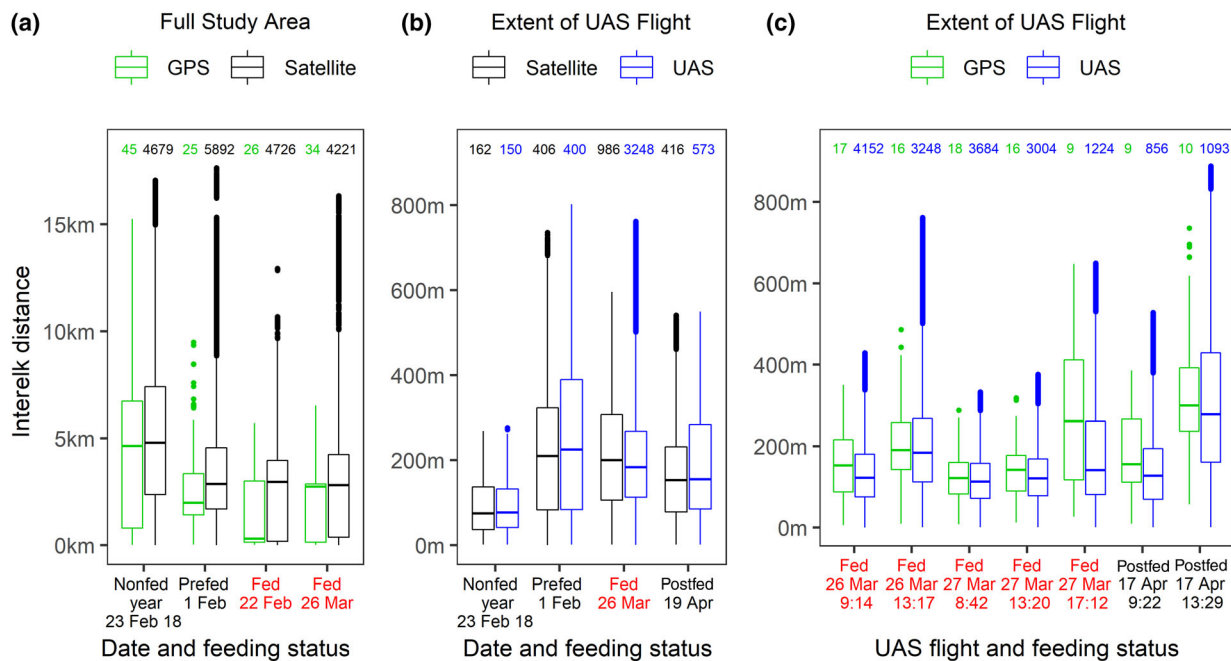 (a) Full Study Area
GPS Satellite
45 4679 25 5892 26 4726 34 4221
15km
10km
5km
0km
Interelk distance
Nonfed year 23 Feb 18
Prefed 1 Feb
Fed 22 Feb
Fed 26 Mar
Date and feeding status
(b) Extent of UAS Flight
Satellite UAS
162 150 406 400 986 3248 416 573
800m
600m
400m
200m
0m
Nonfed year 23 Feb 18
Prefed 1 Feb
Fed 26 Mar
Postfed 19 Apr
Date and feeding status
(c) Extent of UAS Flight
GPS UAS
17 4152 16 3248 18 3684 16 3004 9 1224 9 856 10 1093
800m
600m
400m
200m
0m
Fed 26 Mar 9:14
Fed 26 Mar 13:17
Fed 27 Mar 8:42
Fed 27 Mar 13:20
Fed 27 Mar 17:12
Postfed 17 Apr 9:22
Postfed 17 Apr 13:29
UAS flight and feeding status